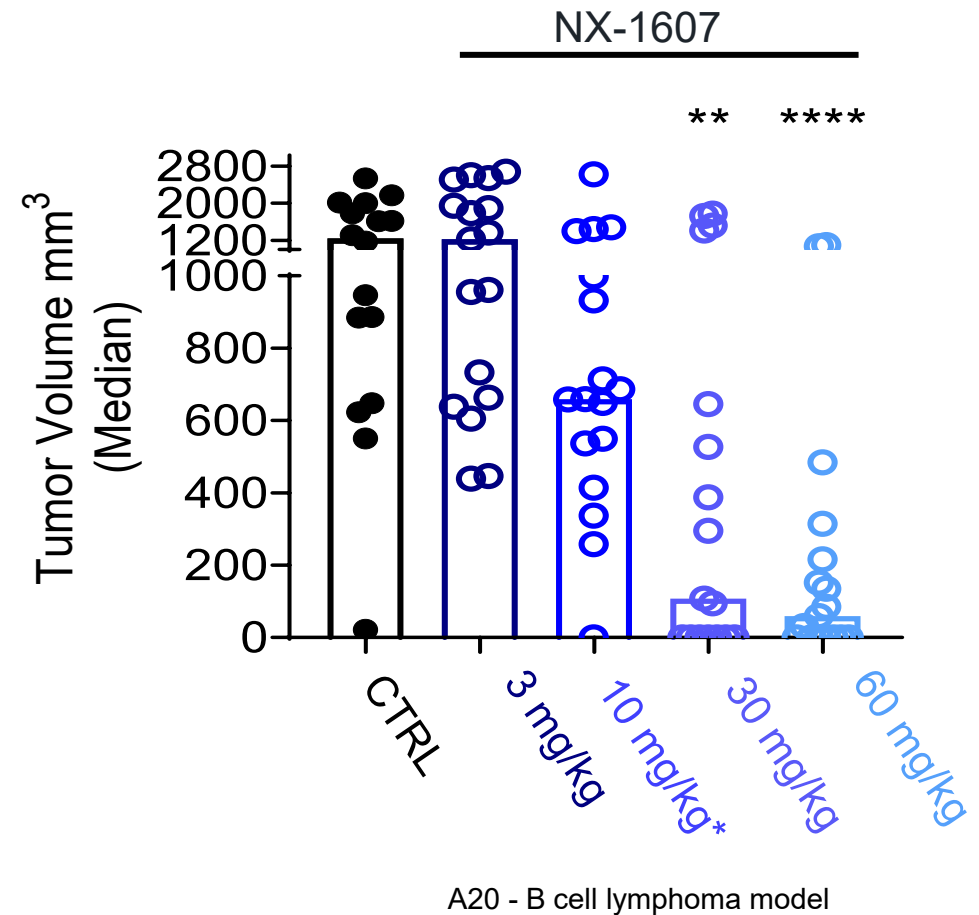 NX-1607
** ****
Tumor Volume mm³
(Median)
2800
2000
1200
1000
800
600
400
200
0
CTRL
3 mg/kg
10 mg/kg*
30 mg/kg
60 mg/kg
A20 - B cell lymphoma model